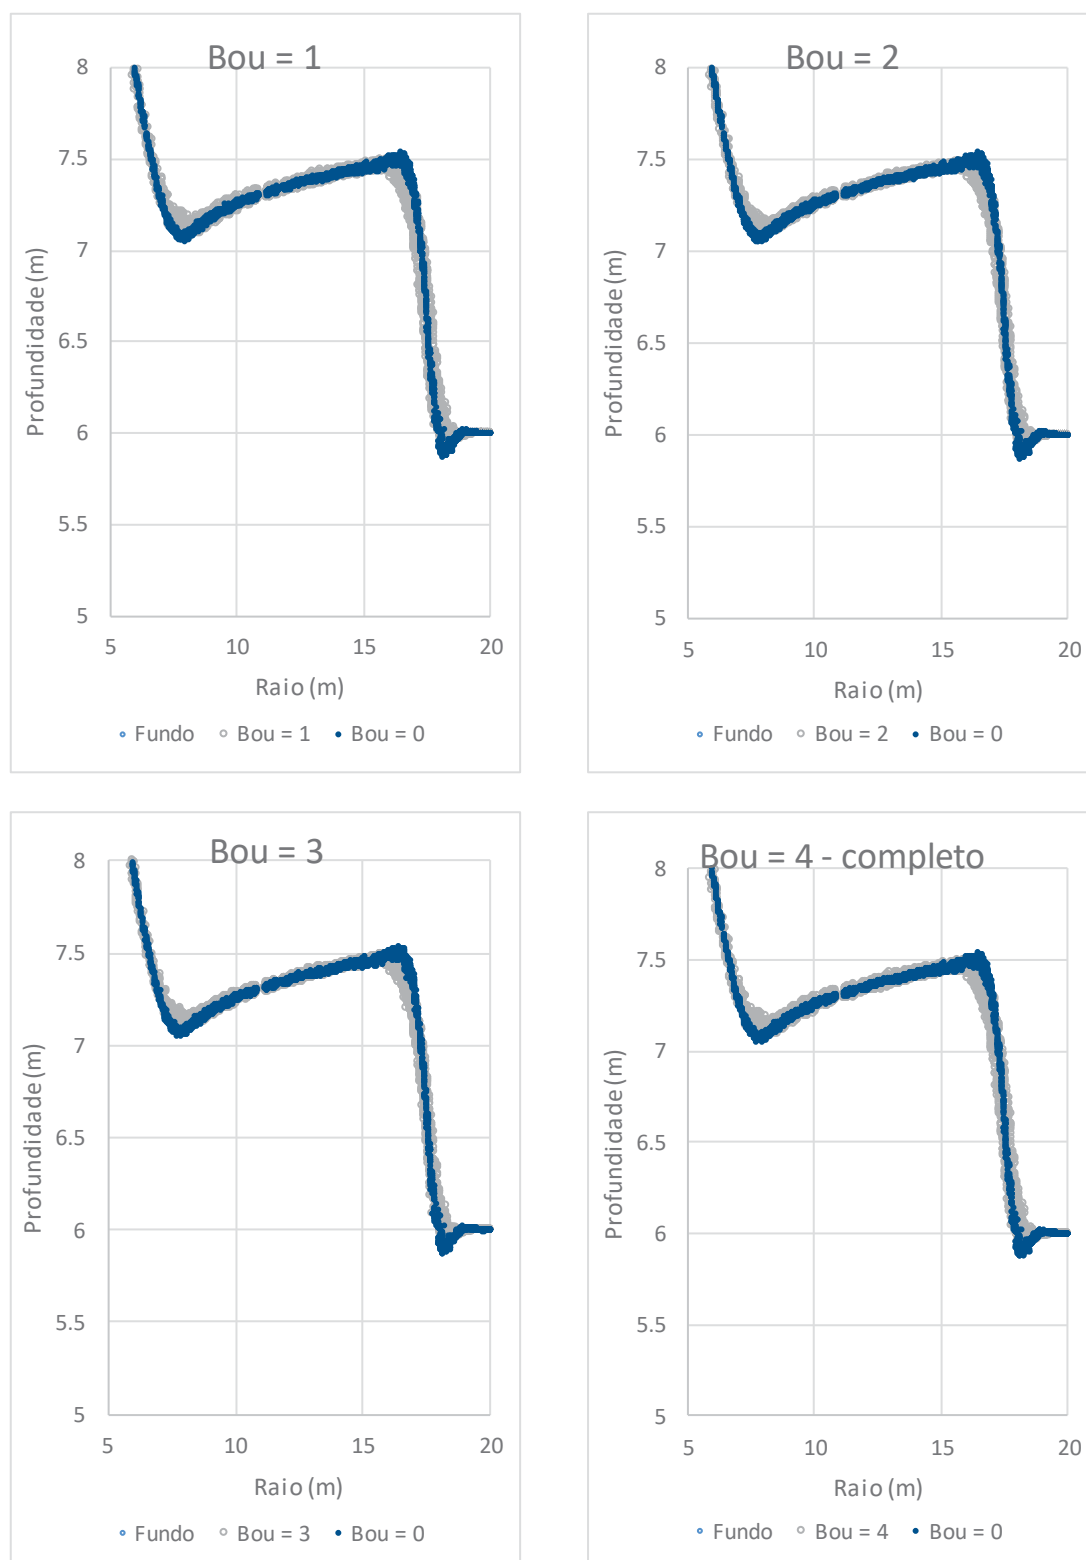 Bou = 1
8
7.5
7
6.5
6
5.5
5
Profundidade (m)
5 10 15 20
Raio (m)
Fundo Bou = 1 Bou = 0
Bou = 2
8
7.5
7
6.5
6
5.5
5
Profundidade (m)
5 10 15 20
Raio (m)
Fundo Bou = 2 Bou = 0
Bou = 3
8
7.5
7
6.5
6
5.5
5
Profundidade (m)
5 10 15 20
Raio (m)
Fundo Bou = 3 Bou = 0
Bou = 4 - completo
8
7.5
7
6.5
6
5.5
5
Profundidade (m)
5 10 15 20
Raio (m)
Fundo Bou = 4 Bou = 0